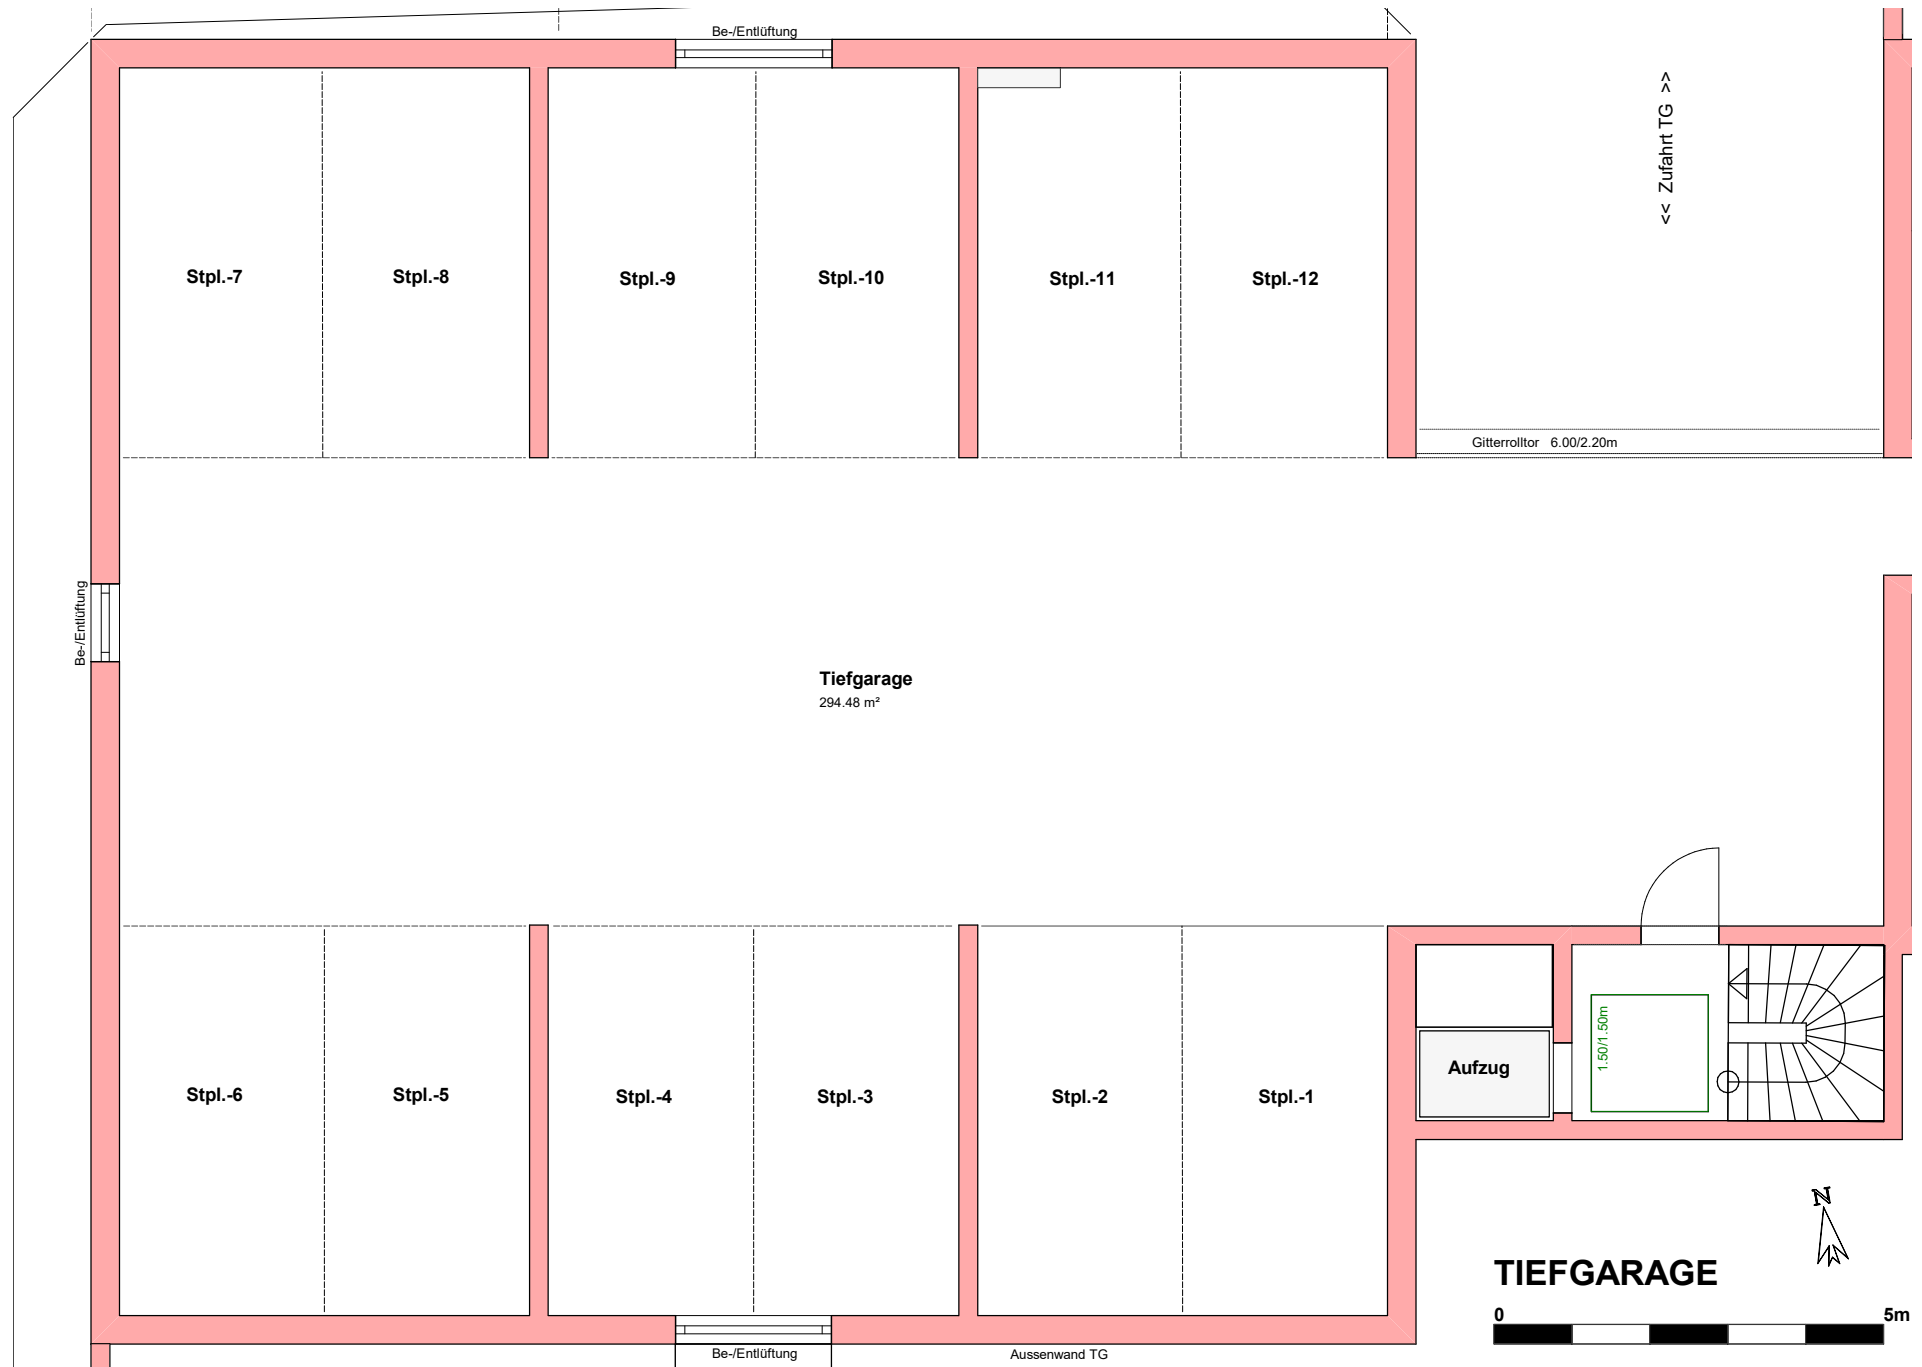 Be-/Entlüftung
<< Zufahrt TG >>
Stpl.-7
Stpl.-8
Stpl.-9
Stpl.-10
Stpl.-11
Stpl.-12
Gitterrolltor 6.00/2.20m
Be-/Entlüftung
Tiefgarage
294.48 m²
Stpl.-6
Stpl.-5
Stpl.-4
Stpl.-3
Stpl.-2
Stpl.-1
Aufzug
1.50/1.50m
N
TIEFGARAGE
0 5m
Be-/Entlüftung
Aussenwand TG